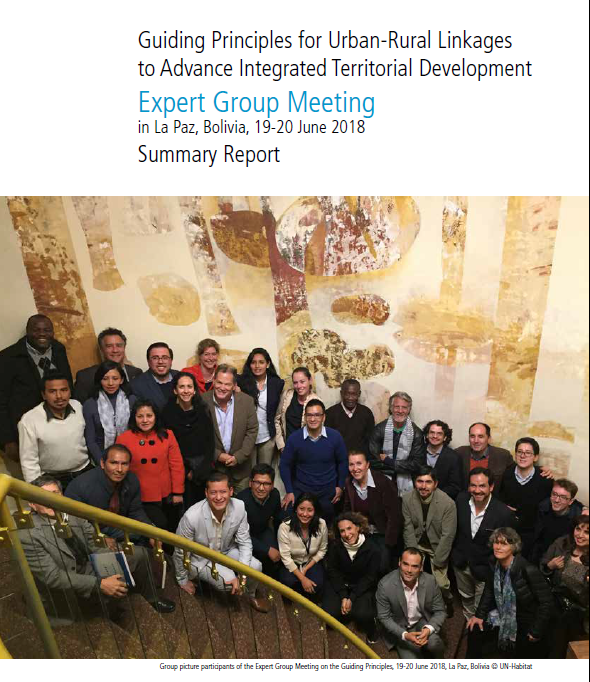 Guiding Principles for Urban-Rural Linkages
to Advance Integrated Territorial Development
Expert Group Meeting
in La Paz, Bolivia, 19-20 June 2018
Summary Report
Group picture participants of the Expert Group Meeting on the Guiding Principles, 19-20 June 2018, La Paz, Bolivia © UN-Habitat